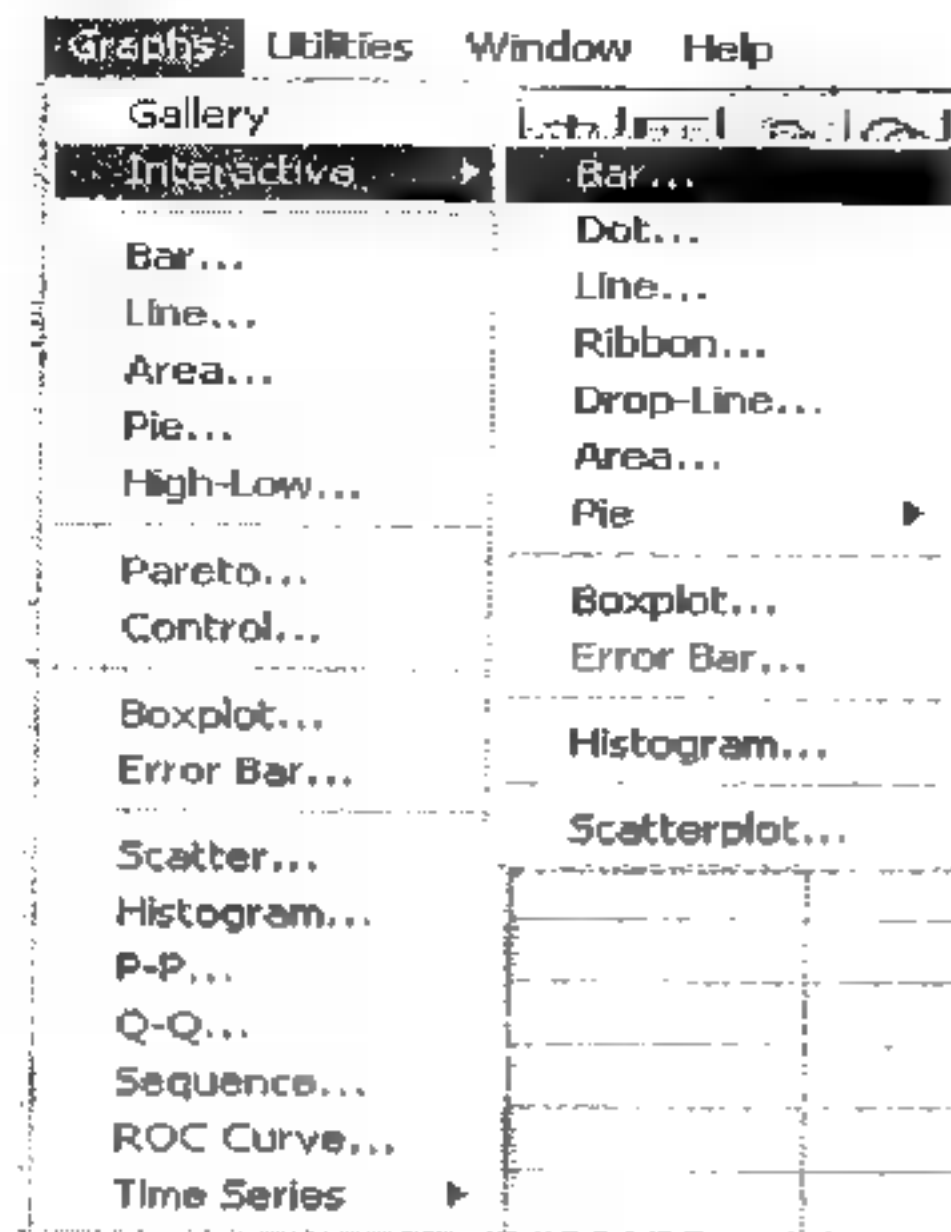 Graphs Utilities Window Help
Gallery
Interactive
Bar...
Line...
Area...
Pie...
High-Low...
Pareto...
Control...
Boxplot...
Error Bar...
Scatter...
Histogram...
P-P...
Q-Q...
Sequence...
ROC Curve...
Time Series
Bar...
Dot...
Line...
Ribbon...
Drop-Line...
Area...
Pie
Boxplot...
Error Bar...
Histogram...
Scatterplot...